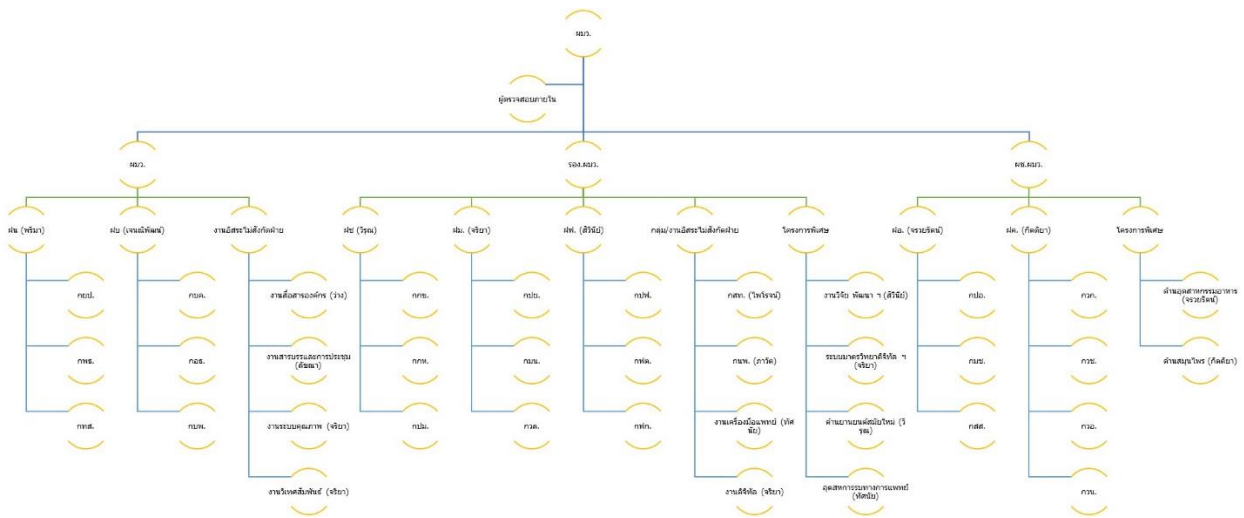 ผมว.
ผู้ตรวจสอบภายใน
ผมว.
รอง.ผมว.
ผช.ผมว.
ฝน (พริมา)
ฝบ (เจนณิพัฒน์)
งานอิสระไม่สังกัดฝ่าย
ฝช (วิรุณ)
ฝม. (จริยา)
ฝฟ. (สิวินีย์)
กลุ่ม/งานอิสระไม่สังกัดฝ่าย
โครงการพิเศษ
ฝอ. (จรวยรัตน์)
ฝค. (กิตติยา)
โครงการพิเศษ
กยป.
กบค.
งานสื่อสารองค์กร (ว่าง)
กกช.
กปย.
กปฟ.
กสท. (ไพโรจน์)
งานวิจัย พัฒนา ฯ (สิวินีย์)
กปอ.
กวก.
ด้านอุตสาหกรรมอาหาร
(จรวยรัตน์)
กพธ.
กอธ.
งานสารบรรและการประชุม
(ดัชณา)
กกห.
กมน.
กฟต.
กนพ. (ภาวัต)
ระบบมาตรวิทยาดิจิทัล ฯ
(จริยา)
กมช.
กวช.
ด้านสมุนไพร (กิตติยา)
กทส.
กบพ.
งานระบบคุณภาพ (จริยา)
กปม.
กวด.
กฟก.
งานเครื่องมือแพทย์ (ทัศ
นัย)
ด้านยานยนต์สมัยใหม่ (วิ
รุณ)
กสส.
กวอ.
งานวิเทศสัมพันธ์ (จริยา)
งานดิจิทัล (จริยา)
อุตสหการรบทางการแพทย์
(ทัศนัย)
กวน.